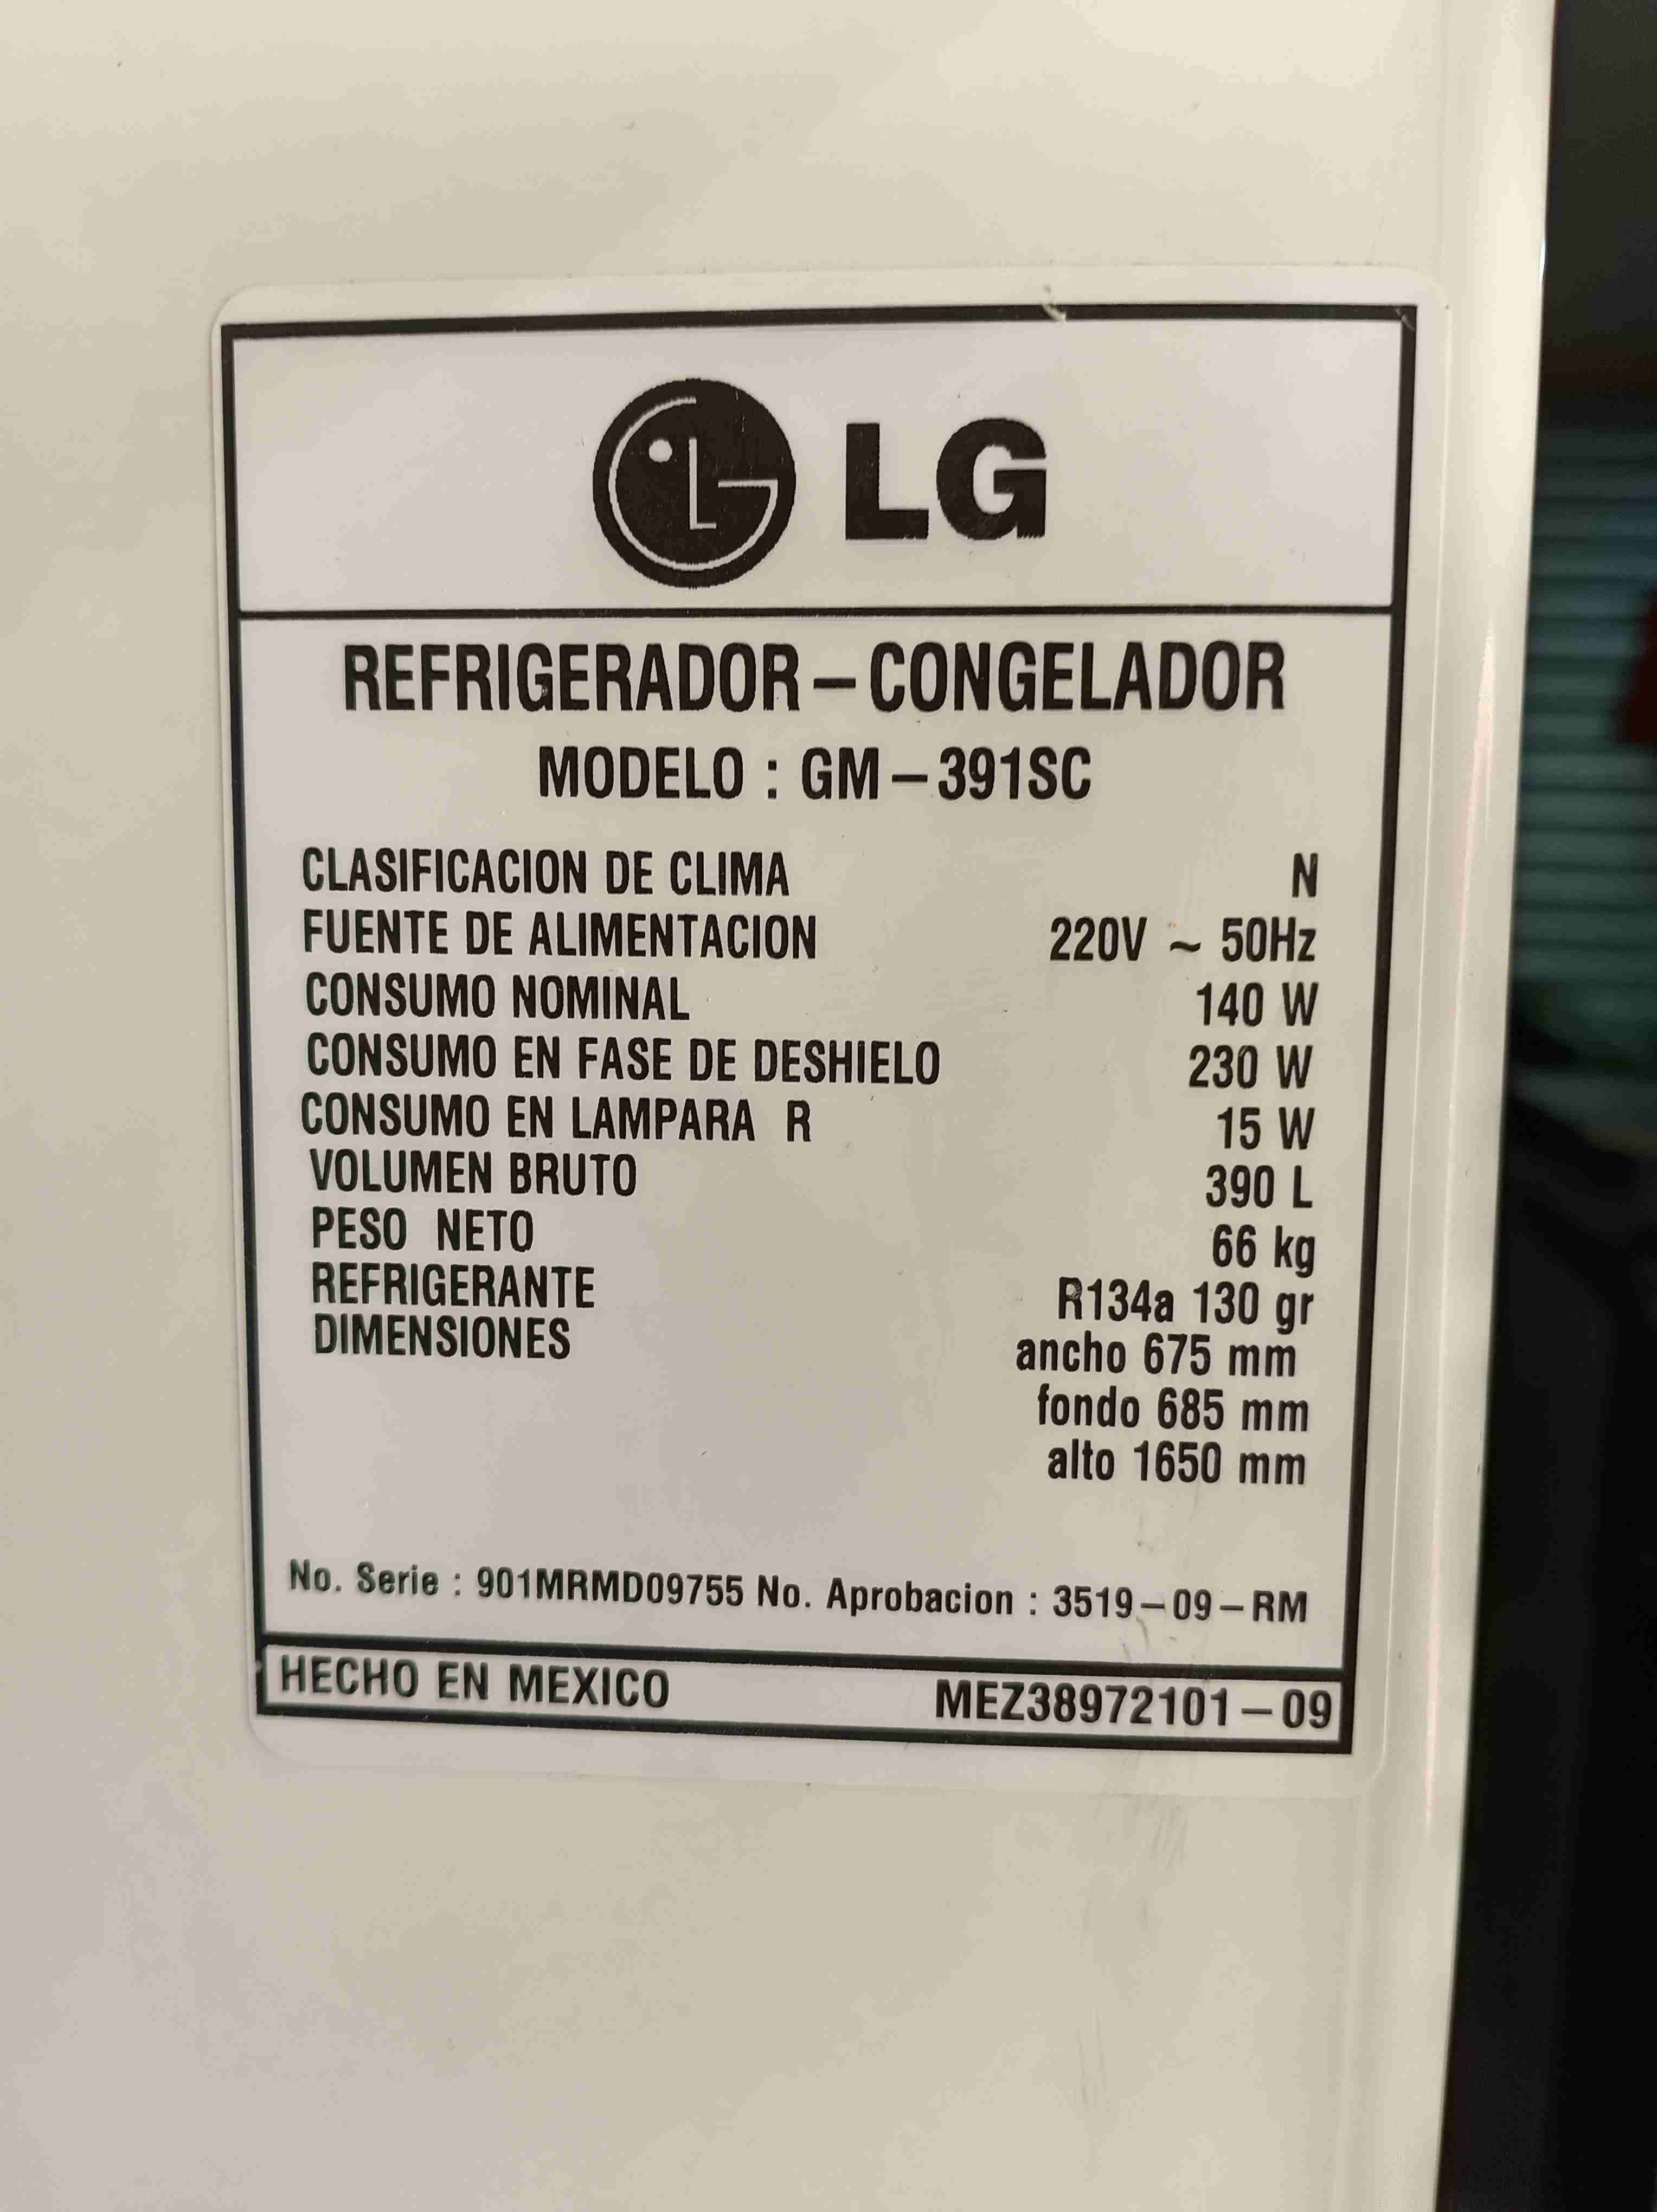 LG
REFRIGERADOR – CONGELADOR
MODELO : GM – 391SC
CLASIFICACION DE CLIMA N
FUENTE DE ALIMENTACION 220V ~ 50Hz
CONSUMO NOMINAL 140 W
CONSUMO EN FASE DE DESHIELO 230 W
CONSUMO EN LAMPARA R 15 W
VOLUMEN BRUTO 390 L
PESO NETO 66 kg
REFRIGERANTE R134a 130 gr
DIMENSIONES ancho 675 mm
fondo 685 mm
alto 1650 mm
No. Serie : 901MRMD09755 No. Aprobacion : 3519 – 09 – RM
HECHO EN MEXICO MEZ38972101 – 09